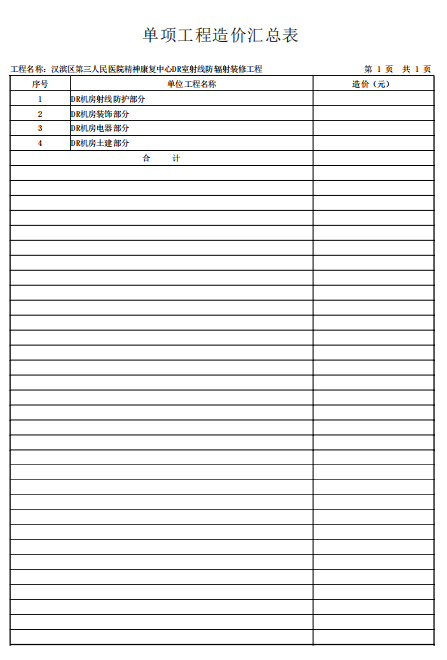 单项工程造价汇总表
工程名称：汉滨区第三人民医院精神康复中心DR室射线防辐射装修工程 第 1 页 共 1 页
序号 单位工程名称 造价（元）
1 DR机房射线防护部分
2 DR机房装饰部分
3 DR机房电器部分
4 DR机房土建部分
合 计